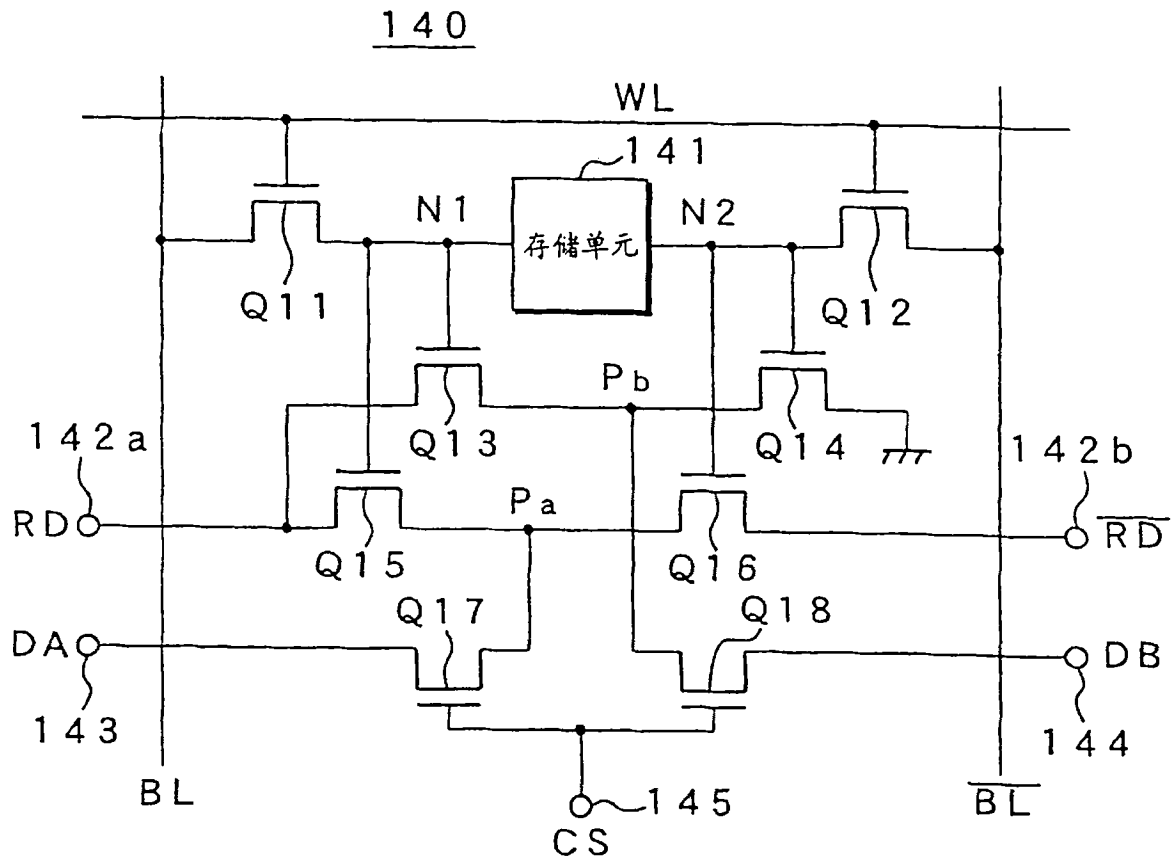 140
WL
141
N1
存储单元
N2
Q11
Q12
Pb
142a
Q13
Q14
142b
RD
Pa
RD
Q15
Q16
Q17
Q18
DA
DB
143
144
BL
145
BL
CS